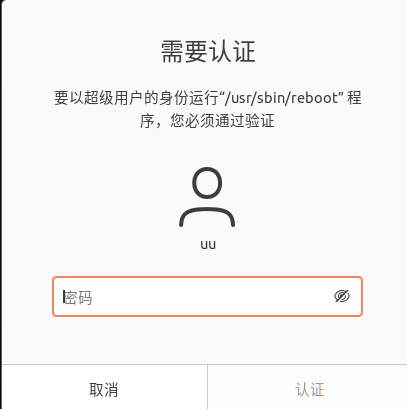 需要认证
要以超级用户的身份运行“/usr/sbin/reboot” 程
序，您必须通过验证
uu
密码
取消
认证